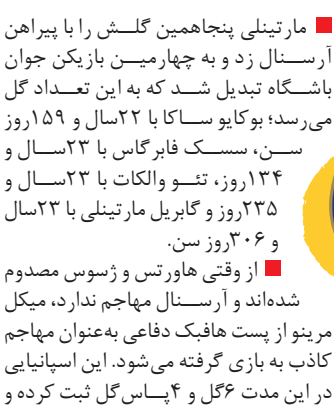 مارتینلی پنجاهمین گلش را با پیراهن
آرسنال زد و به چهارمین بازیکن جوان
باشگاه تبدیل شد که به این تعداد گل
می‌رسد؛ بوکایو ساکا با ۲۲سال و ۱۵۹روز
سن، سسک فابرگاس با ۲۳سال و
۱۳۴روز، تئو والکات با ۲۳سال و
۲۳۵روز و گابریل مارتینلی با ۲۳سال
و ۳۰۶روز سن.
از وقتی هاورتس و ژسوس مصدوم
شده‌اند و آرسنال مهاجم ندارد، میکل
مرینو از پست هافبک دفاعی به‌عنوان مهاجم
کاذب به بازی گرفته می‌شود. این اسپانیایی
در این مدت ۶گل و ۴پاس‌گل ثبت کرده و